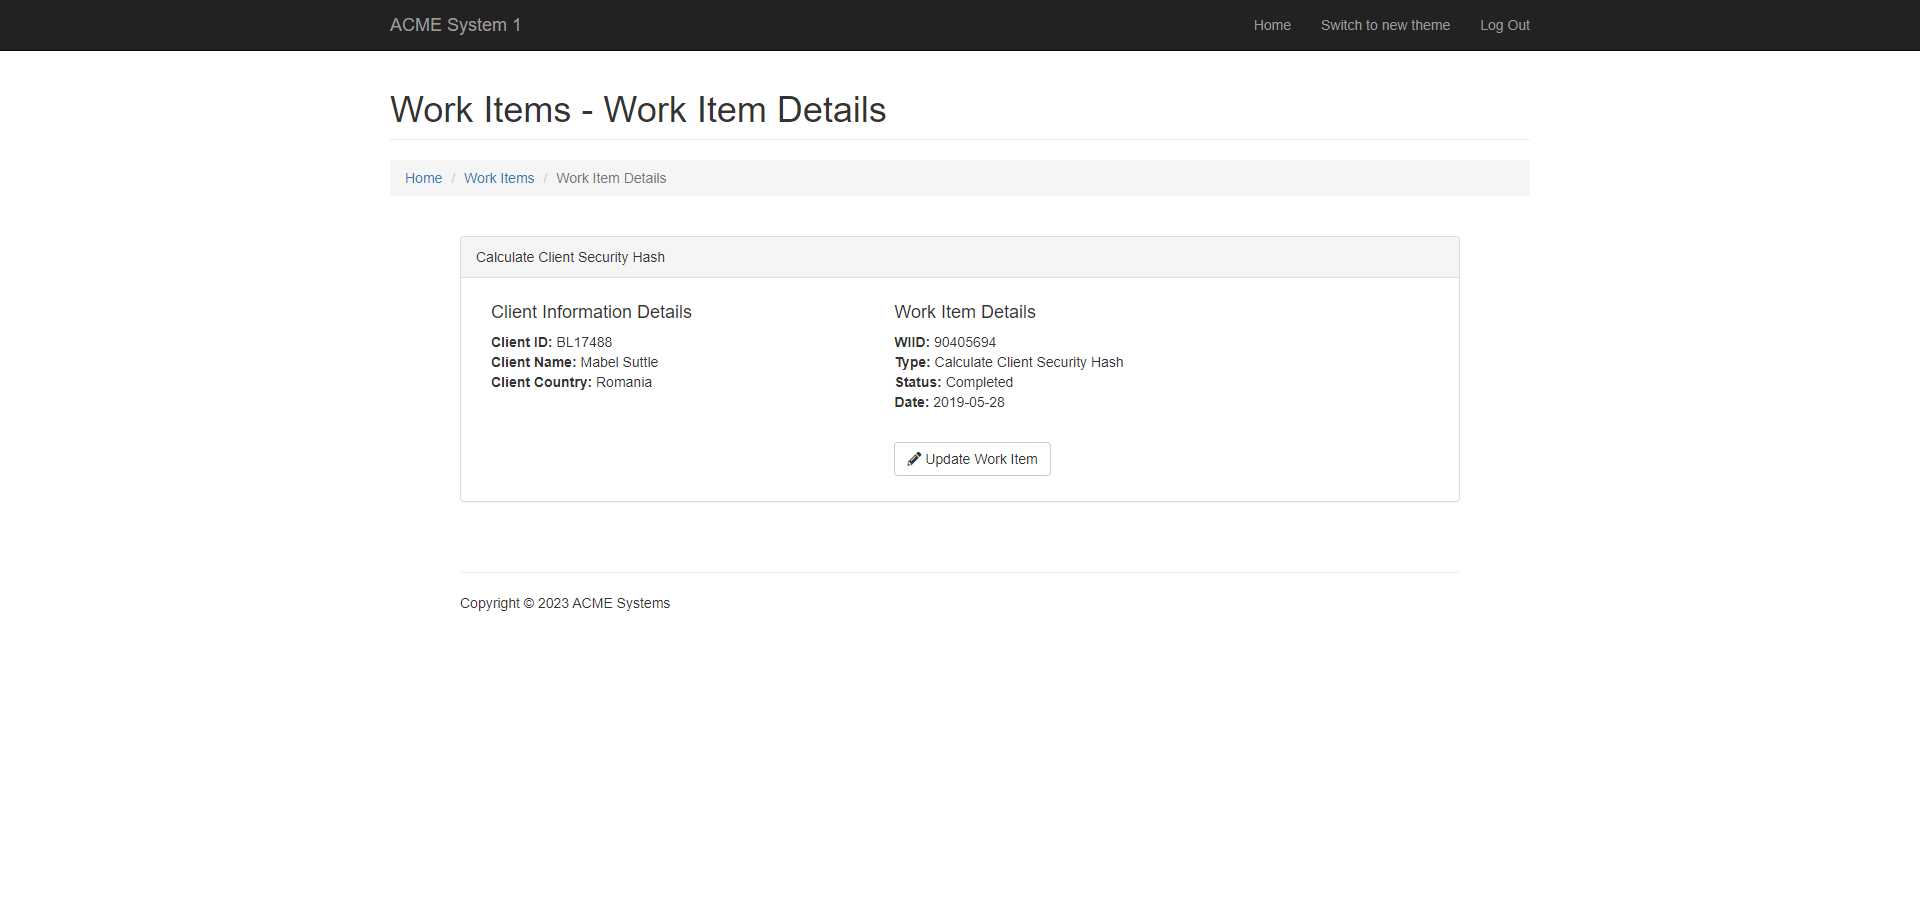 ACME System 1
Home
Switch to new theme
Log Out
Work Items - Work Item Details
Home / Work Items / Work Item Details
Calculate Client Security Hash
Client Information Details
Client ID: BL17488
Client Name: Mabel Suttle
Client Country: Romania
Work Item Details
WIID: 90405694
Type: Calculate Client Security Hash
Status: Completed
Date: 2019-05-28
Update Work Item
Copyright © 2023 ACME Systems